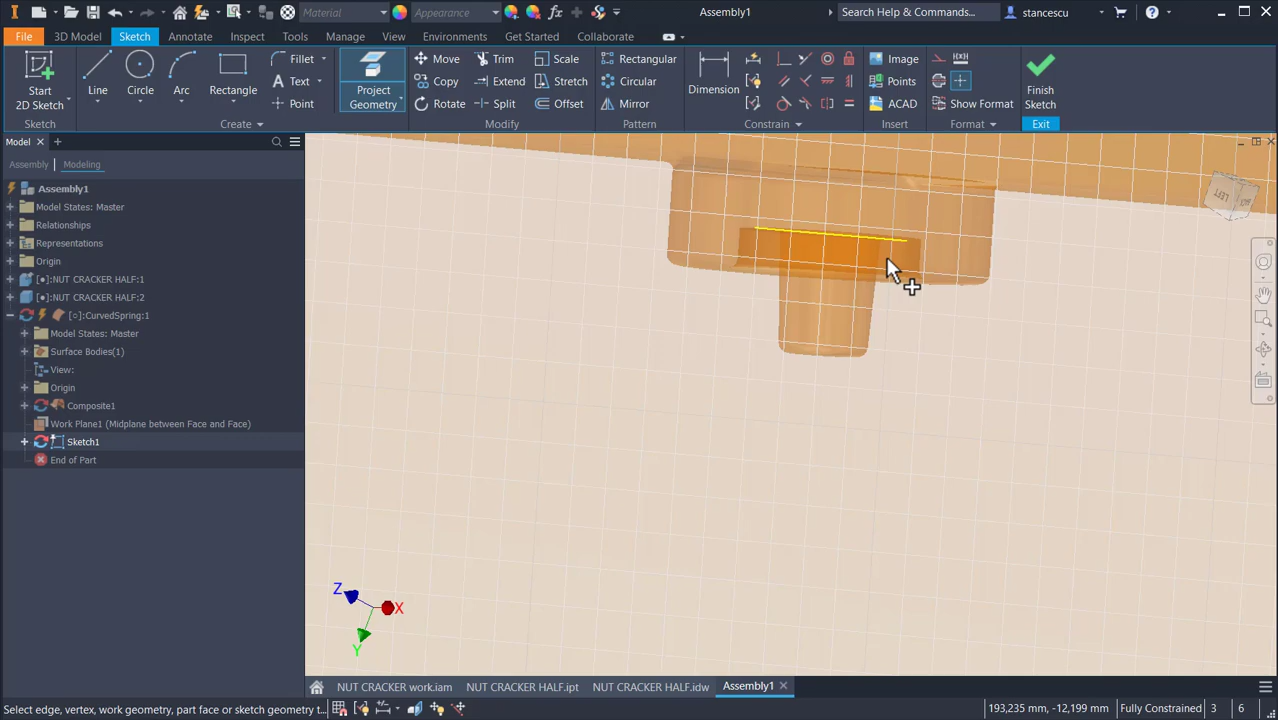 Material
Appearance
Assembly1
Search Help & Commands...
stancescu
File
3D Model
Sketch
Annotate
Inspect
Tools
Manage
View
Environments
Get Started
Collaborate
Start
2D Sketch
Line
Circle
Arc
Rectangle
Fillet
Text
Point
Project
Geometry
Move
Copy
Rotate
Trim
Extend
Split
Scale
Stretch
Offset
Rectangular
Circular
Mirror
Dimension
Image
Points
ACAD
Show Format
Finish
Sketch
Sketch
Create
Modify
Pattern
Constrain
Insert
Format
Exit
Model
Assembly
Modeling
Assembly1
Model States: Master
Relationships
Representations
Origin
[●]:NUT CRACKER HALF:1
[●]:NUT CRACKER HALF:2
[○]:CurvedSpring:1
Model States: Master
Surface Bodies(1)
View:
Origin
Composite1
Work Plane1 (Midplane between Face and Face)
Sketch1
End of Part
LEFT
Z
X
Y
NUT CRACKER work.iam
NUT CRACKER HALF.ipt
NUT CRACKER HALF.idw
Assembly1
Select edge, vertex, work geometry, part face or sketch geometry t...
193,235 mm, -12,199 mm
Fully Constrained
3
6